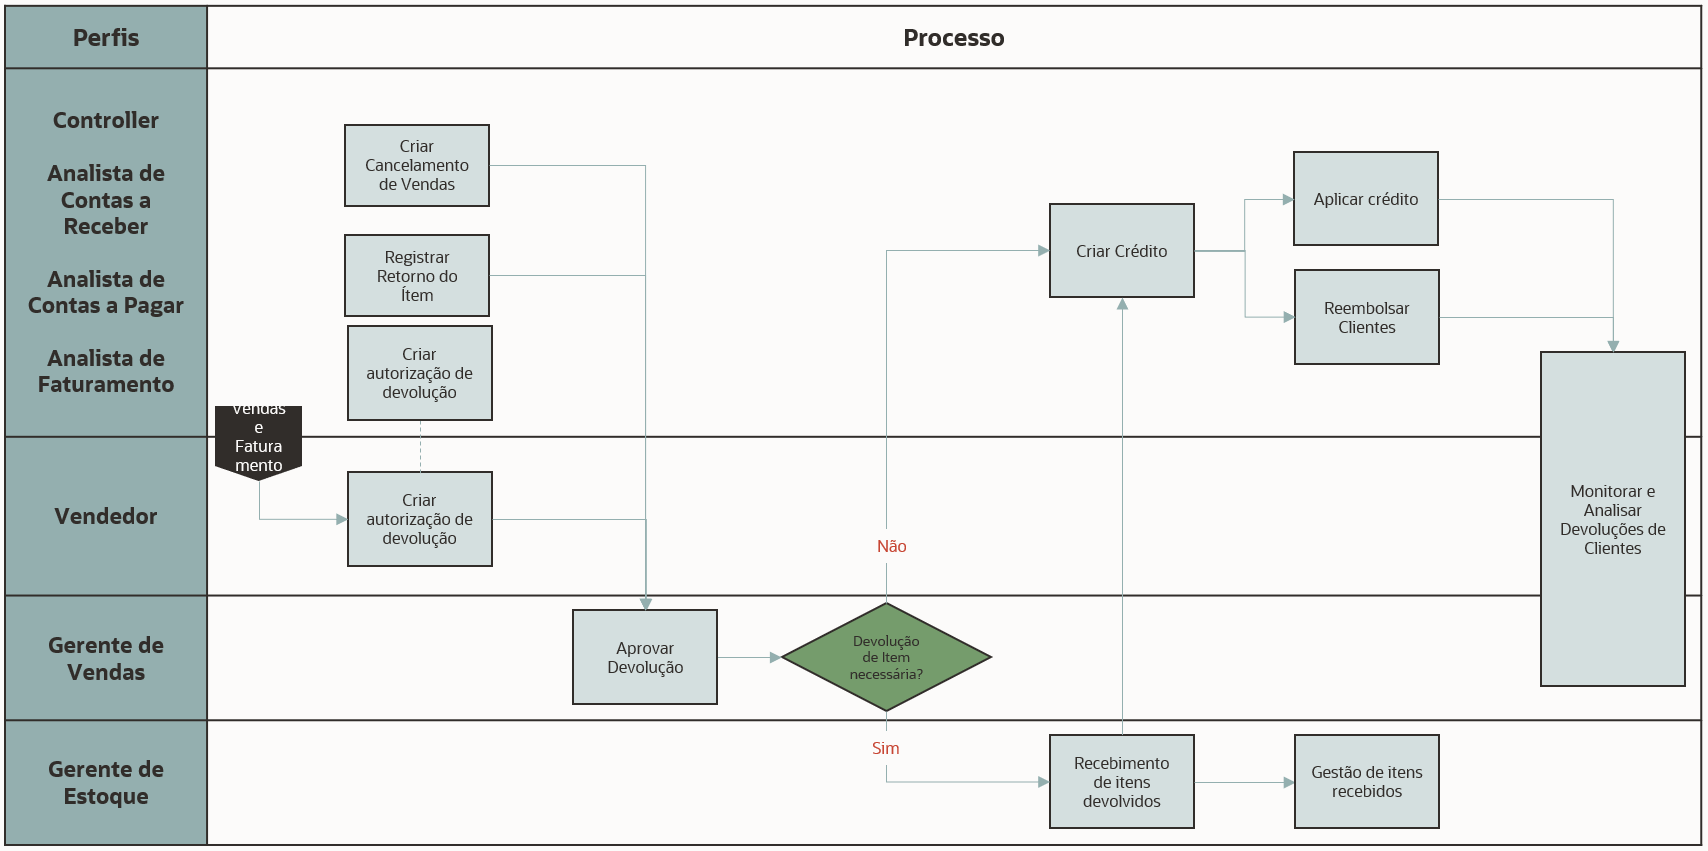 Perfis
Processo
Controller
Analista de
Contas a
Receber
Analista de
Contas a Pagar
Analista de
Faturamento
Criar
Cancelamento
de Vendas
Registrar
Retorno do
Ítem
Criar
autorização de
devolução
Criar Crédito
Aplicar crédito
Reembolsar
Clientes
Vendas
e
Fatura
mento
Vendedor
Criar
autorização de
devolução
Não
Monitorar e
Analisar
Devoluções de
Clientes
Gerente de
Vendas
Aprovar
Devolução
Devolução
de Item
necessária?
Gerente de
Estoque
Sim
Recebimento
de itens
devolvidos
Gestão de itens
recebidos